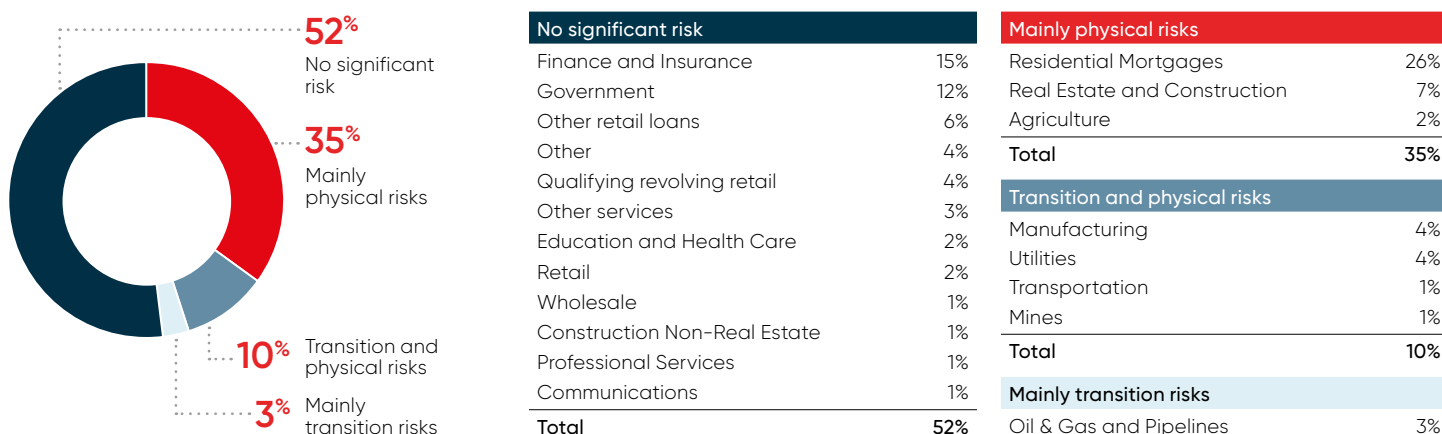 52%
No significant
risk
35%
Mainly
physical risks
10%
Transition and
physical risks
3%
Mainly
transition risks
No significant risk
Finance and Insurance 15%
Government 12%
Other retail loans 6%
Other 4%
Qualifying revolving retail 4%
Other services 3%
Education and Health Care 2%
Retail 2%
Wholesale 1%
Construction Non-Real Estate 1%
Professional Services 1%
Communications 1%
Total 52%
Mainly physical risks
Residential Mortgages 26%
Real Estate and Construction 7%
Agriculture 2%
Total 35%
Transition and physical risks
Manufacturing 4%
Utilities 4%
Transportation 1%
Mines 1%
Total 10%
Mainly transition risks
Oil & Gas and Pipelines 3%